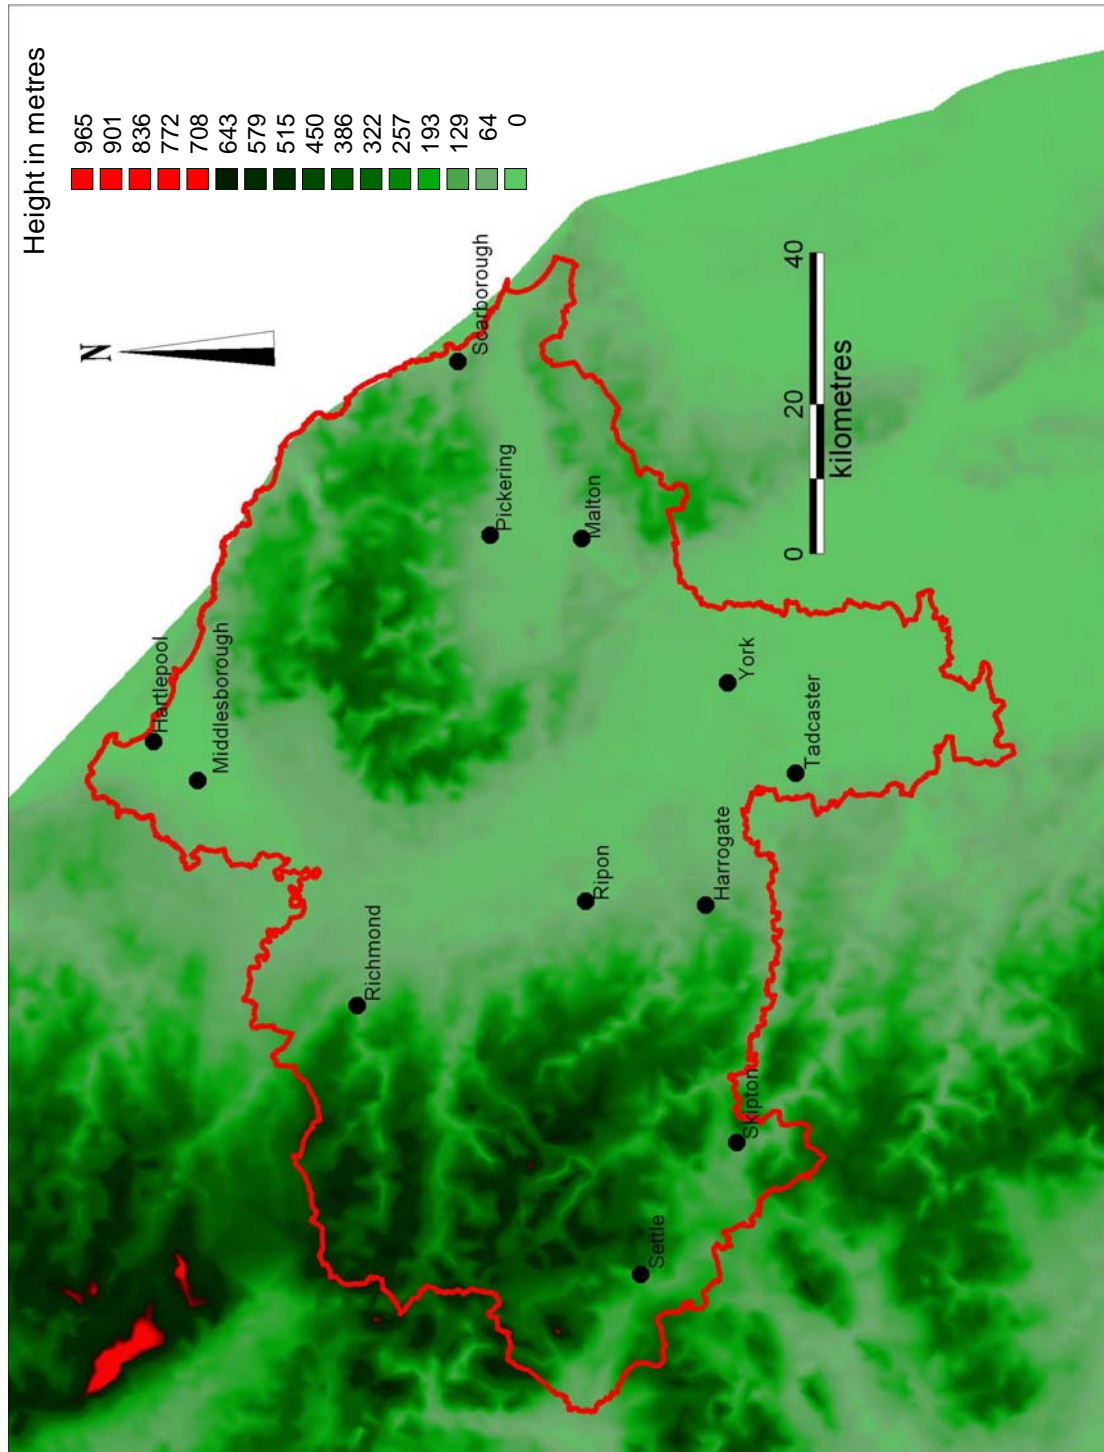 Height in metres
965
901
836
772
708
643
579
515
450
386
322
257
193
129
64
0
N
Hartlepool
Middlesborough
Scarborough
Richmond
Pickering
Malton
Ripon
Settle
Harrogate
York
Skipton
Tadcaster
0 20 40
kilometres